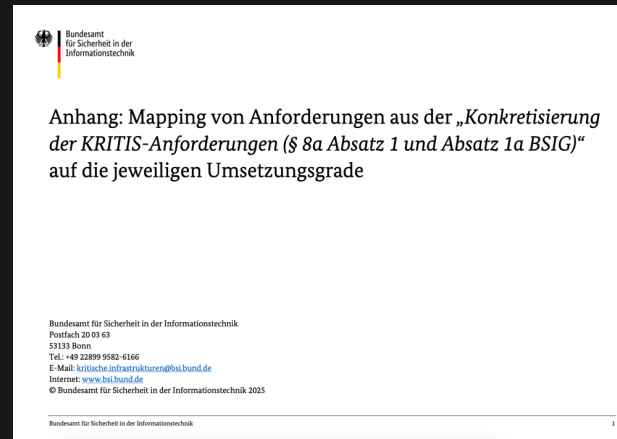 Bundesamt
für Sicherheit in der
Informationstechnik
Anhang: Mapping von Anforderungen aus der „Konkretisierung
der KRITIS-Anforderungen (§ 8a Absatz 1 und Absatz 1a BSIG)“
auf die jeweiligen Umsetzungsgrade
Bundesamt für Sicherheit in der Informationstechnik
Postfach 20 03 63
53133 Bonn
Tel.: +49 22899 9582-6166
E-Mail: kritische.infrastrukturen@bsi.bund.de
Internet: www.bsi.bund.de
© Bundesamt für Sicherheit in der Informationstechnik 2025
Bundesamt für Sicherheit in der Informationstechnik 1